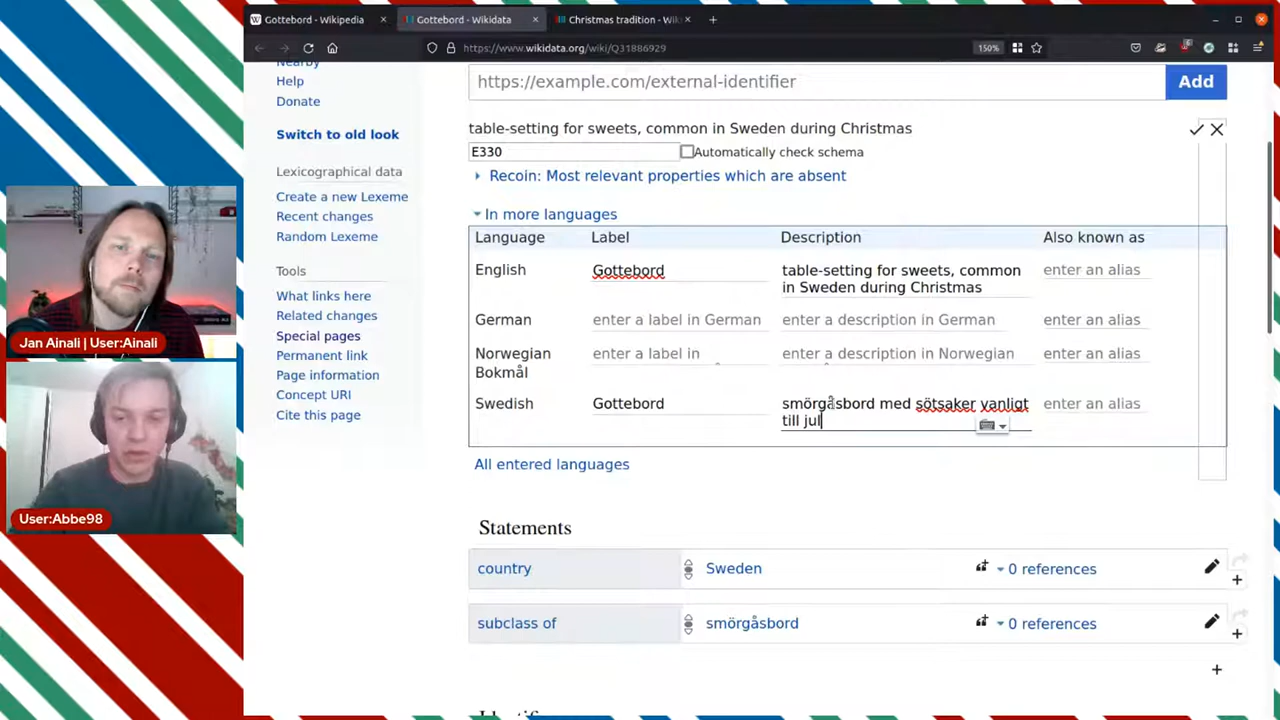 Gottebord - Wikipedia
Gottebord - Wikidata
Christmas tradition - Wik
https://www.wikidata.org/wiki/Q31886929
150%
Help
Donate
Switch to old look
Lexicographical data
Create a new Lexeme
Recent changes
Random Lexeme
Tools
What links here
Related changes
Special pages
Permanent link
Page information
Concept URI
Cite this page
https://example.com/external-identifier
Add
table-setting for sweets, common in Sweden during Christmas
E330
Automatically check schema
Recoin: Most relevant properties which are absent
In more languages
Language Label Description Also known as
English Gottebord table-setting for sweets, common enter an alias
in Sweden during Christmas
German enter a label in German enter a description in German enter an alias
Norwegian enter a label in enter a description in Norwegian enter an alias
Bokmål
Swedish Gottebord smörgåsbord med sötsaker vanligt enter an alias
till jul
All entered languages
Statements
country Sweden 0 references
subclass of smörgåsbord 0 references
Jan Ainali | User:Ainali
User:Abbe98